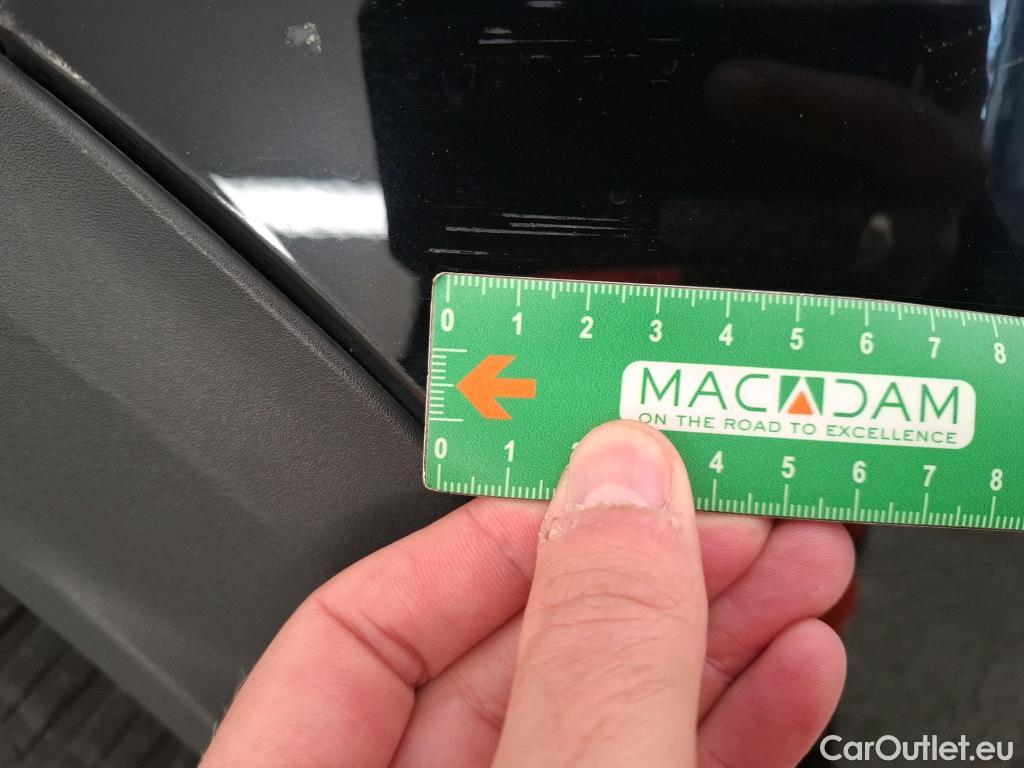 0 1 2 3 4 5 6 7 8
MACADAM
ON THE ROAD TO EXCELLENCE
0 1 4 5 6 7 8
CarOutlet.eu